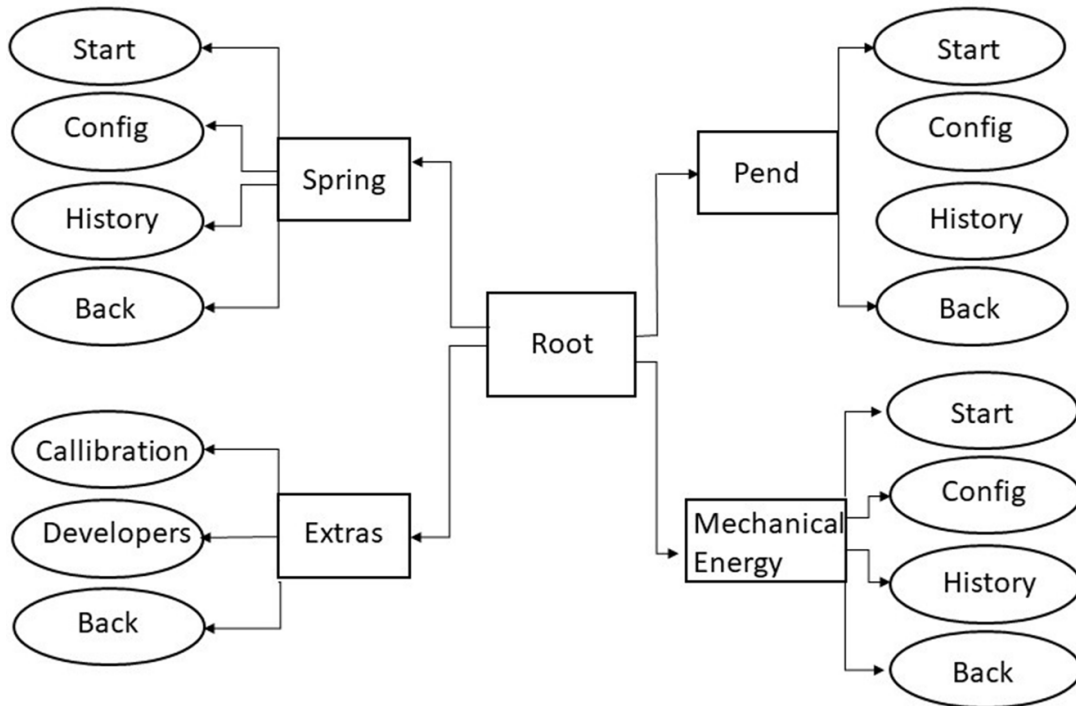 Start
Config
History
Back
Spring
Root
Pend
Start
Config
History
Back
Callibration
Developers
Back
Extras
Mechanical
Energy
Start
Config
History
Back